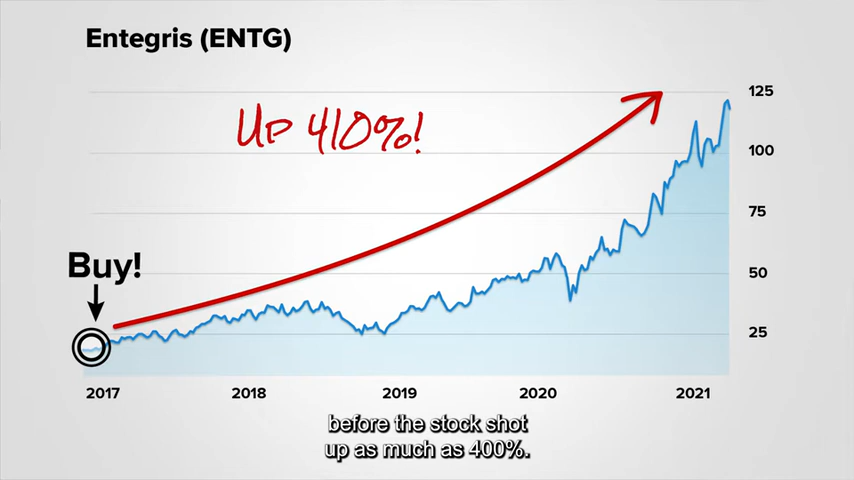 Entegris (ENTG)
Up 410%!
125
100
75
50
25
Buy!
2017 2018 2019 2020 2021
before the stock shot
up as much as 400%.